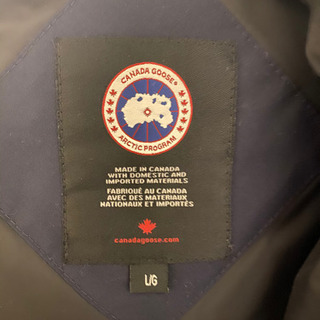 CANADA GOOSE®
ARCTIC PROGRAM
MADE IN CANADA
WITH DOMESTIC AND
IMPORTED MATERIALS
FABRIQUÉ AU CANADA
AVEC DES MATÉRIAUX
NATIONAUX ET IMPORTÉS
canadagoose.com
L/G